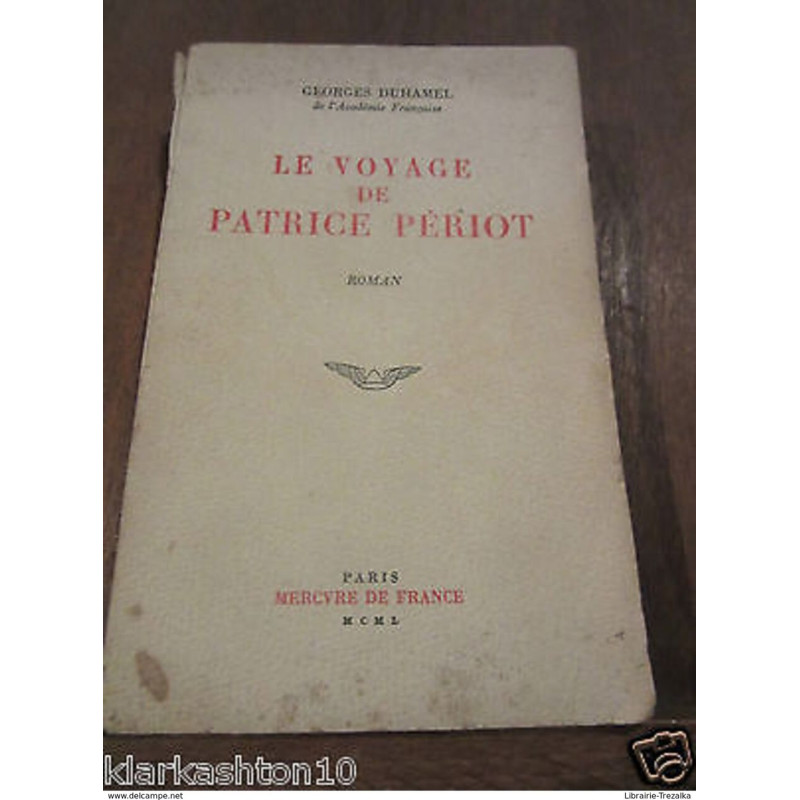 GEORGES DUHAMEL
de l'Académie Française
LE VOYAGE
DE
PATRICE PÉRIOT
ROMAN
PARIS
MERCVRE DE FRANCE
MCML
klarkashton10
www.delcampe.net
Librairie-Trezalka